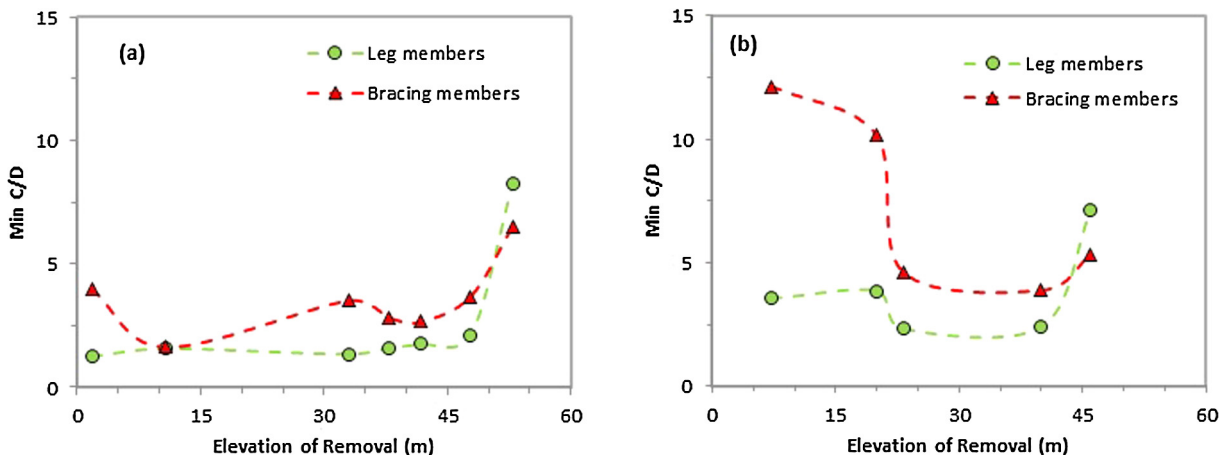 (a)
Leg members
Bracing members
15
10
5
0
Min C/D
0 15 30 45 60
Elevation of Removal (m)
(b)
Leg members
Bracing members
15
10
5
0
Min C/D
0 15 30 45 60
Elevation of Removal (m)